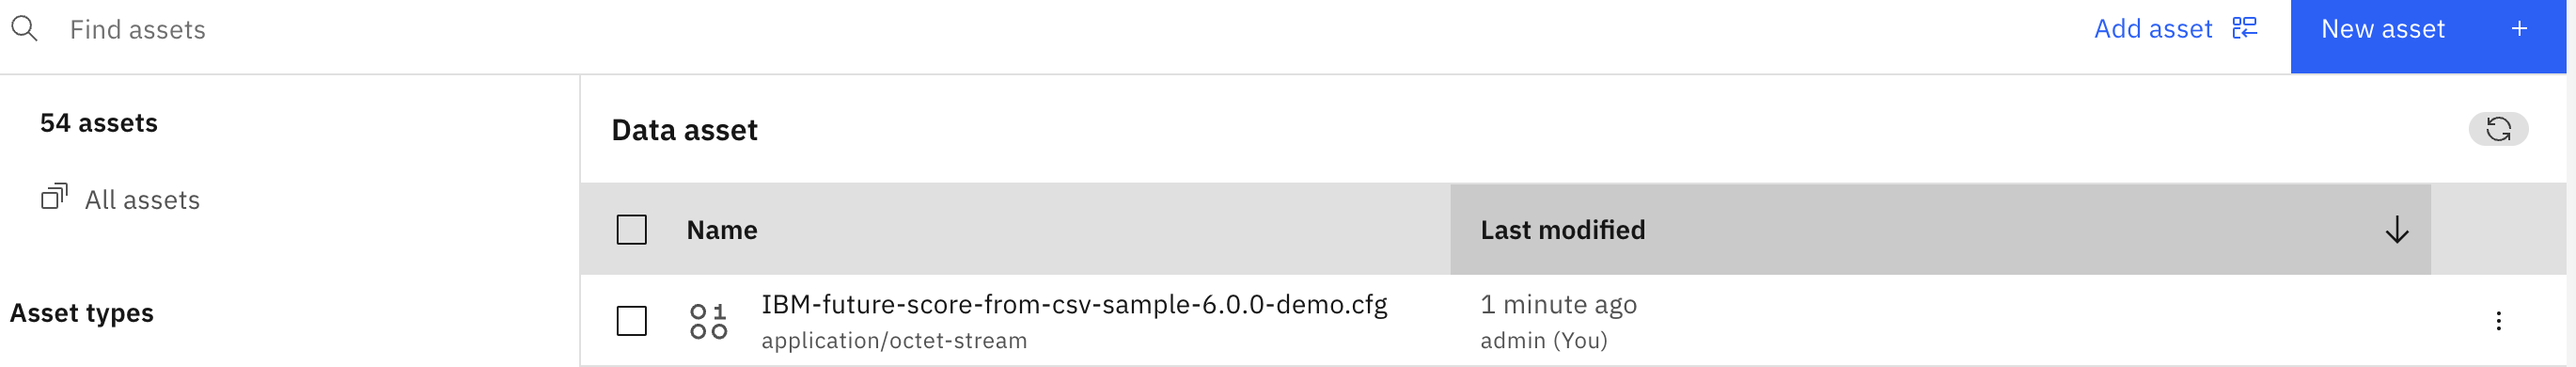 Find assets
Add asset
New asset
54 assets
All assets
Asset types
Data asset
Name
Last modified
IBM-future-score-from-csv-sample-6.0.0-demo.cfg
application/octet-stream
1 minute ago
admin (You)